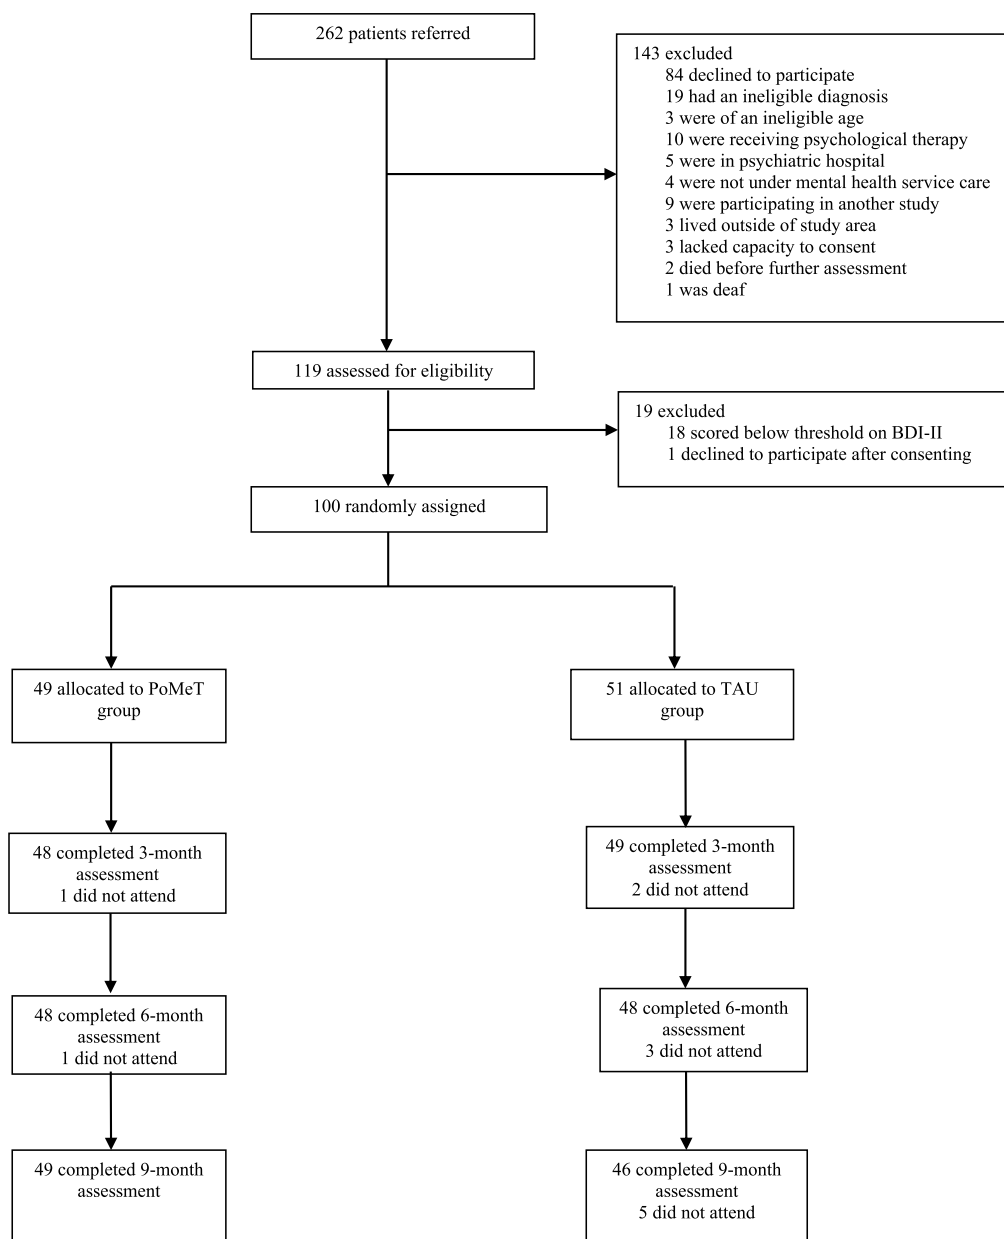 262 patients referred
143 excluded
84 declined to participate
19 had an ineligible diagnosis
3 were of an ineligible age
10 were receiving psychological therapy
5 were in psychiatric hospital
4 were not under mental health service care
9 were participating in another study
3 lived outside of study area
3 lacked capacity to consent
2 died before further assessment
1 was deaf
119 assessed for eligibility
19 excluded
18 scored below threshold on BDI-II
1 declined to participate after consenting
100 randomly assigned
49 allocated to PoMeT
group
51 allocated to TAU
group
48 completed 3-month
assessment
1 did not attend
49 completed 3-month
assessment
2 did not attend
48 completed 6-month
assessment
1 did not attend
48 completed 6-month
assessment
3 did not attend
49 completed 9-month
assessment
46 completed 9-month
assessment
5 did not attend